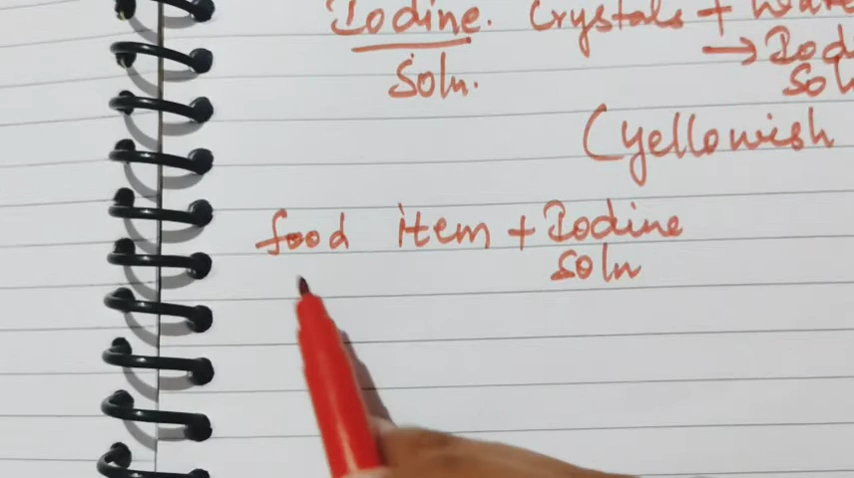 Iodine. Crystals +
Soln. →
(yellowish
food item + Iodine
soln